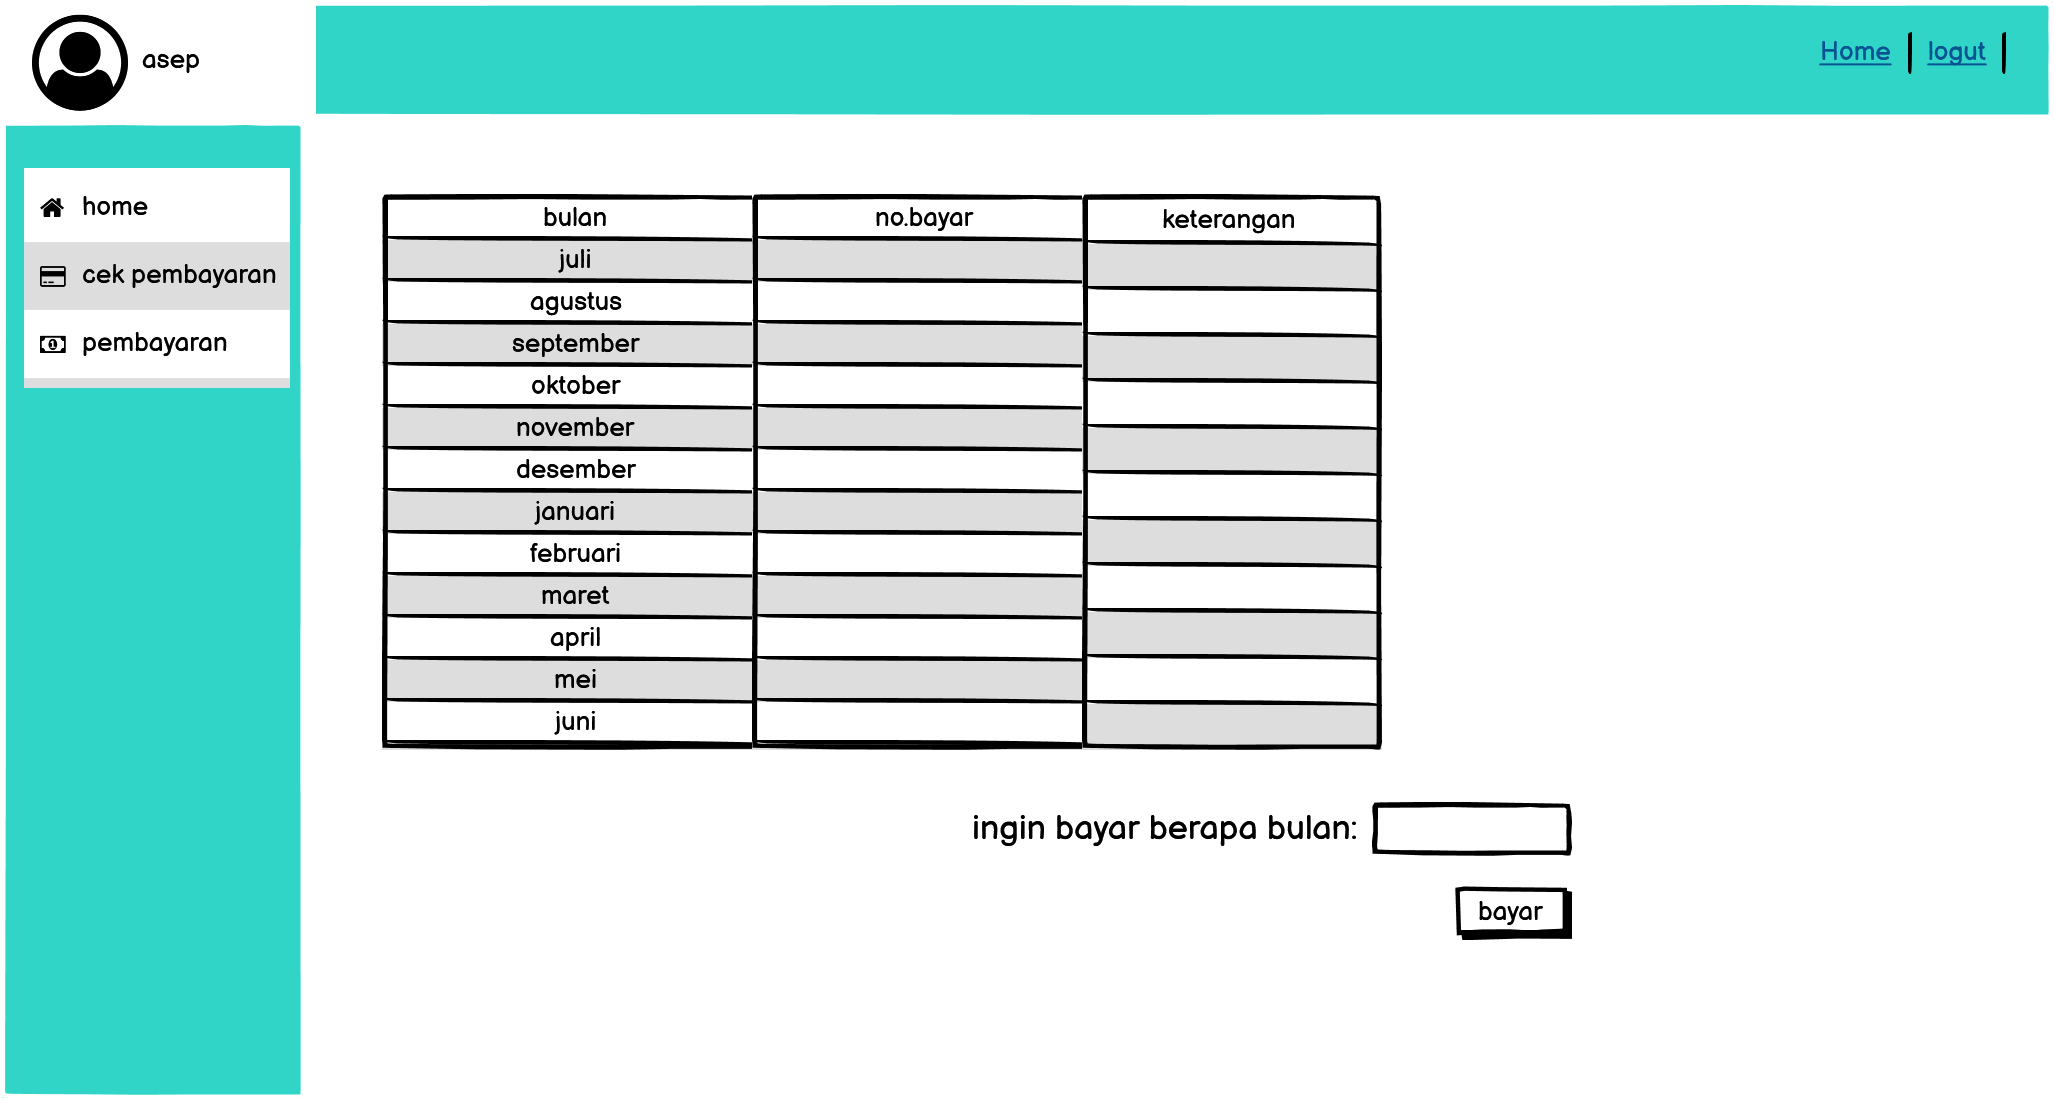 asep
Home
logut
home
cek pembayaran
pembayaran
bulan no.bayar keterangan
juli
agustus
september
oktober
november
desember
januari
februari
maret
april
mei
juni
ingin bayar berapa bulan:
bayar